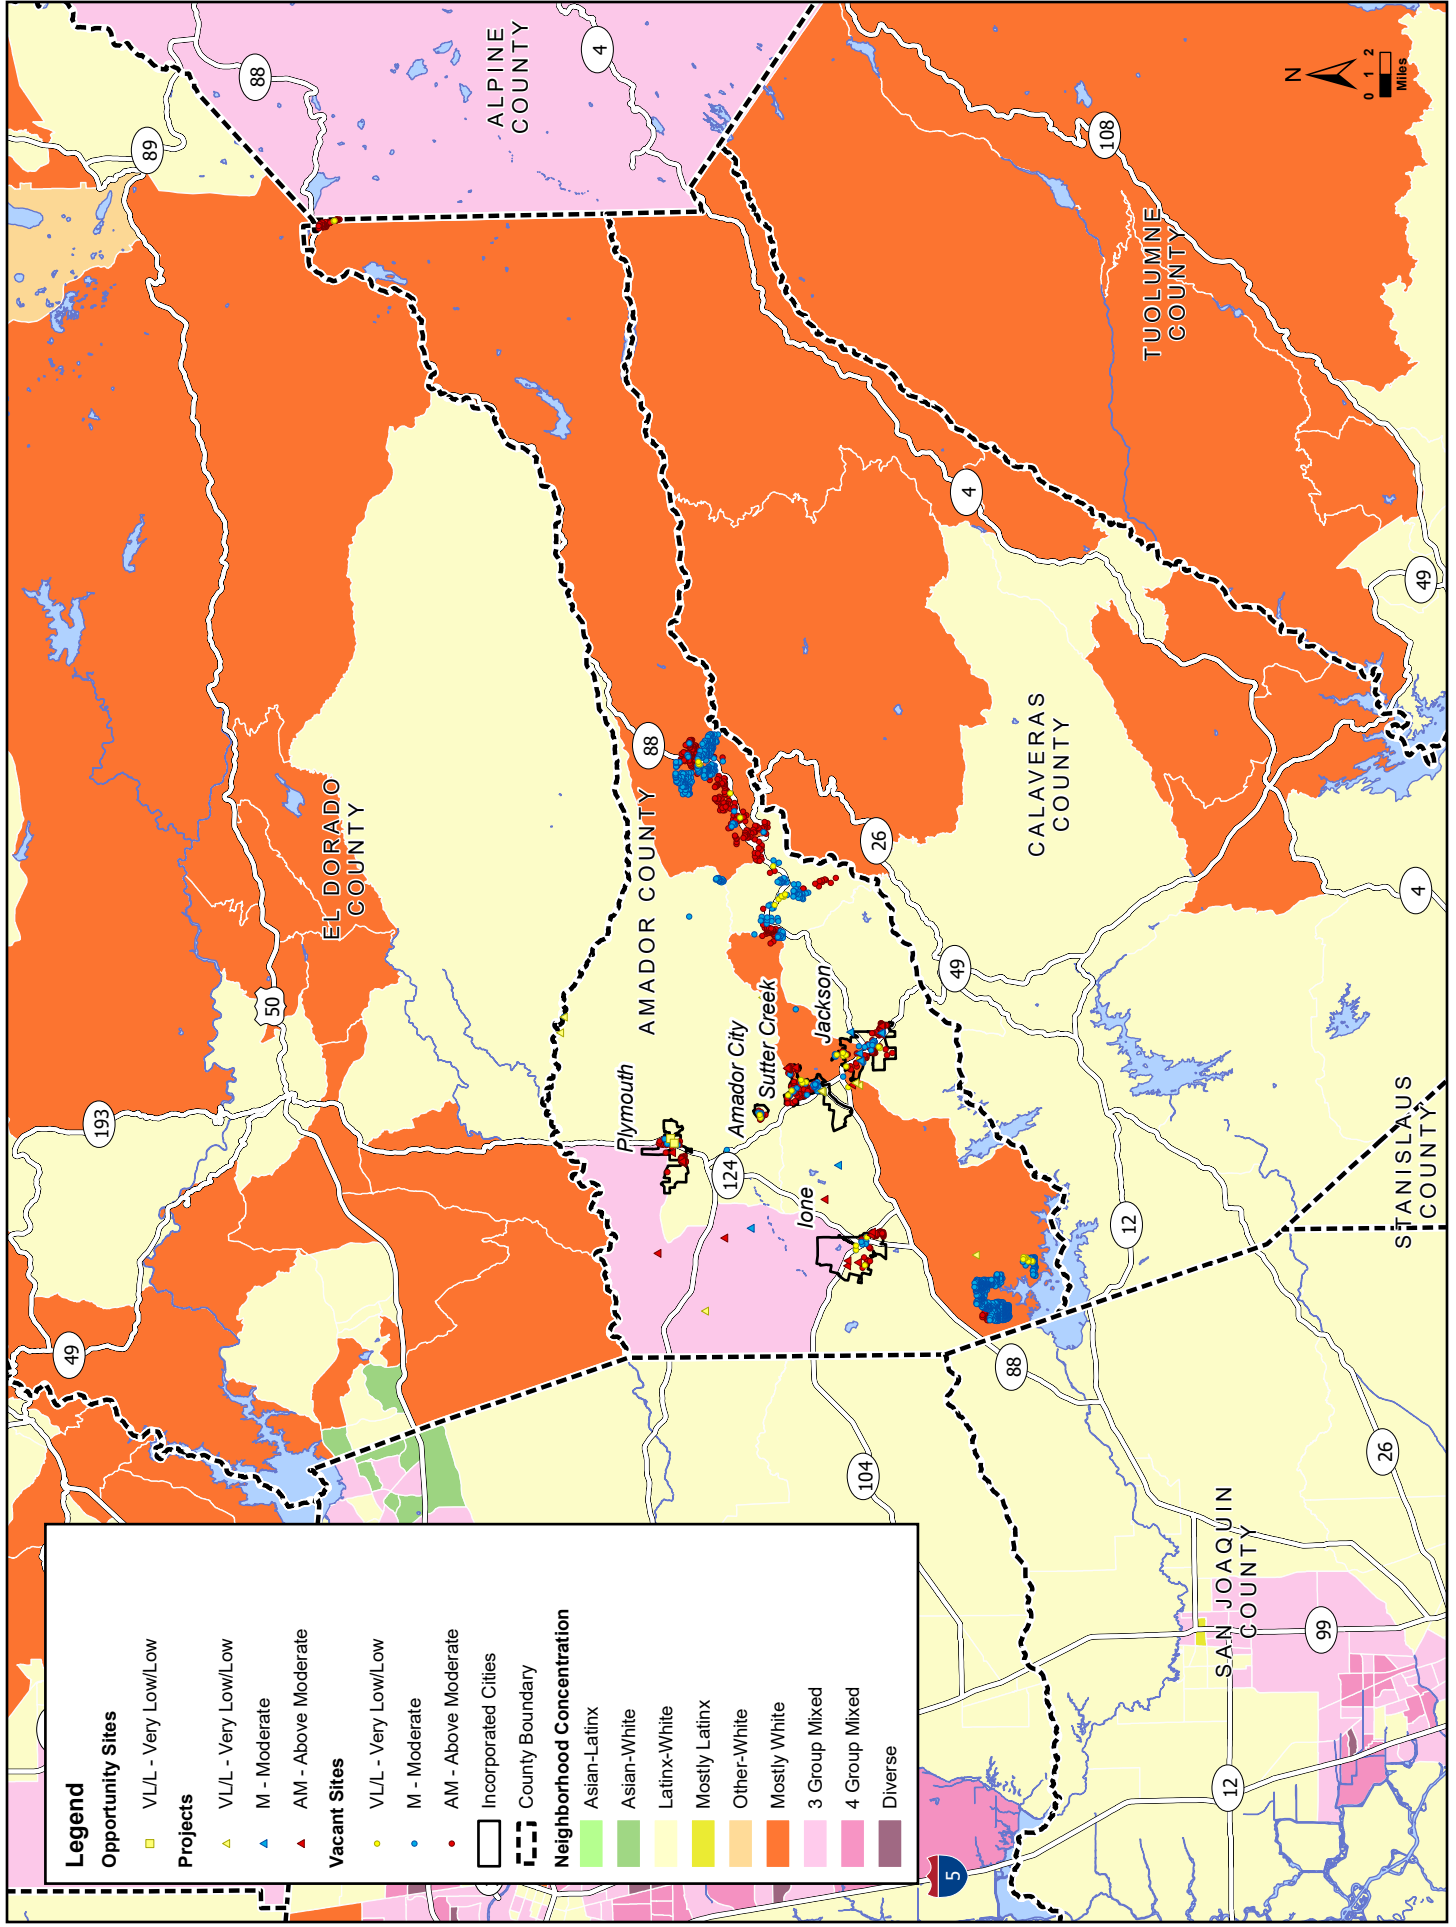 Legend
Opportunity Sites
VL/L - Very Low/Low
Projects
VL/L - Very Low/Low
M - Moderate
AM - Above Moderate
Vacant Sites
VL/L - Very Low/Low
M - Moderate
AM - Above Moderate
Incorporated Cities
County Boundary
Neighborhood Concentration
Asian-Latinx
Asian-White
Latinx-White
Mostly Latinx
Other-White
Mostly White
3 Group Mixed
4 Group Mixed
Diverse
49
193
50
EL DORADO
COUNTY
89
88
ALPINE
COUNTY
4
88
AMADOR COUNTY
Plymouth
Amador City
Sutter Creek
Jackson
124
Ione
104
88
26
49
CALAVERAS
COUNTY
4
TUOLUMNE
COUNTY
108
49
4
12
STANISLAUS
COUNTY
26
SAN JOAQUIN
COUNTY
99
12
5
N
0 1 2
Miles